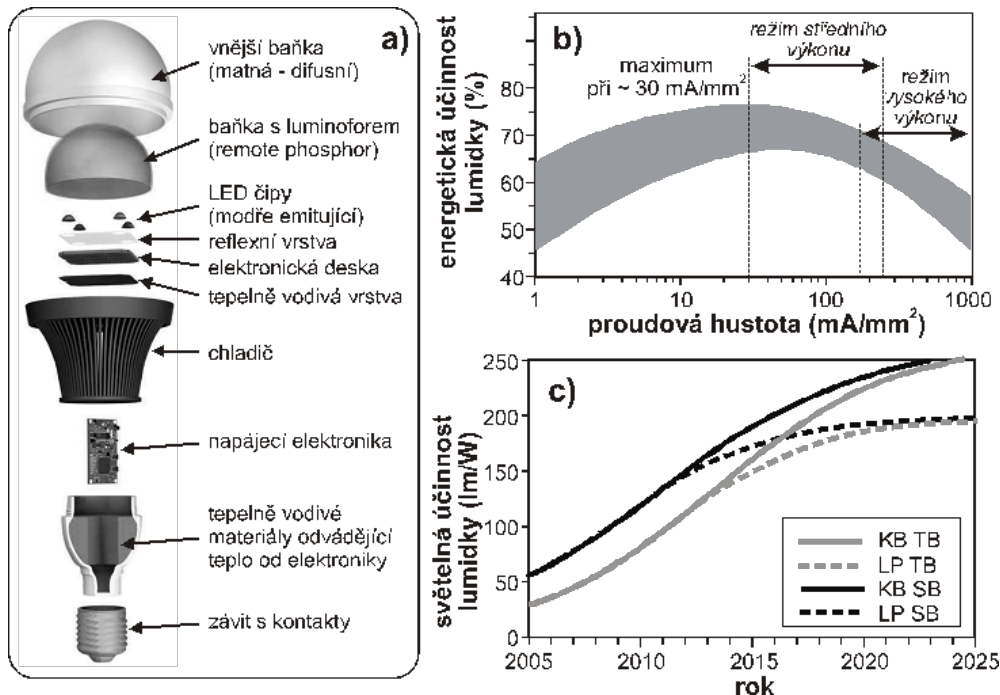 a)
vnější baňka
(matná - difusní)
baňka s luminoforem
(remote phosphor)
LED čipy
(modře emitující)
reflexní vrstva
elektronická deska
tepelně vodivá vrstva
chladič
napájecí elektronika
tepelně vodivé
materiály odvádějící
teplo od elektroniky
závit s kontakty
b)
energetická účinnost
lumidky (%)
90
80
70
60
50
40
maximum
při ~ 30 mA/mm²
režim středního
výkonu
režim
vysokého
výkonu
1
10
100
1000
proudová hustota (mA/mm²)
c)
světelná účinnost
lumidky (lm/W)
250
200
150
100
50
0
KB TB
LP TB
KB SB
LP SB
2005
2010
2015
2020
2025
rok